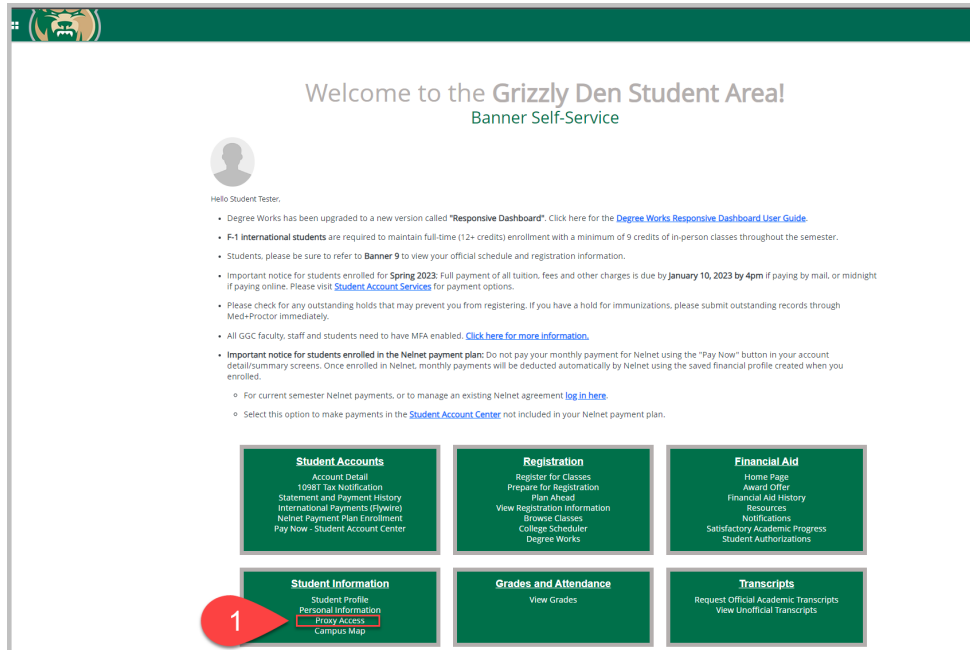 Welcome to the Grizzly Den Student Area!
Banner Self-Service
Hello Student Tester,
• Degree Works has been upgraded to a new version called "Responsive Dashboard". Click here for the Degree Works Responsive Dashboard User Guide.
• F-1 international students are required to maintain full-time (12+ credits) enrollment with a minimum of 9 credits of in-person classes throughout the semester.
• Students, please be sure to refer to Banner 9 to view your official schedule and registration information.
• Important notice for students enrolled for Spring 2023: Full payment of all tuition, fees and other charges is due by January 10, 2023 by 4pm if paying by mail, or midnight
if paying online. Please visit Student Account Services for payment options.
• Please check for any outstanding holds that may prevent you from registering. If you have a hold for immunizations, please submit outstanding records through
Med+Proctor immediately.
• All GGC faculty, staff and students need to have MFA enabled. Click here for more information.
• Important notice for students enrolled in the Nelnet payment plan: Do not pay your monthly payment for Nelnet using the "Pay Now" button in your account
detail/summary screens. Once enrolled in Nelnet, monthly payments will be deducted automatically by Nelnet using the saved financial profile created when you
enrolled.
◦ For current semester Nelnet payments, or to manage an existing Nelnet agreement log in here.
◦ Select this option to make payments in the Student Account Center not included in your Nelnet payment plan.
Student Accounts
Account Detail
1098T Tax Notification
Statement and Payment History
International Payments (Flywire)
Nelnet Payment Plan Enrollment
Pay Now - Student Account Center
Registration
Register for Classes
Prepare for Registration
Plan Ahead
View Registration Information
Browse Classes
College Scheduler
Degree Works
Financial Aid
Home Page
Award Offer
Financial Aid History
Resources
Notifications
Satisfactory Academic Progress
Student Authorizations
Student Information
Student Profile
Personal Information
1
Proxy Access
Campus Map
Grades and Attendance
View Grades
Transcripts
Request Official Academic Transcripts
View Unofficial Transcripts